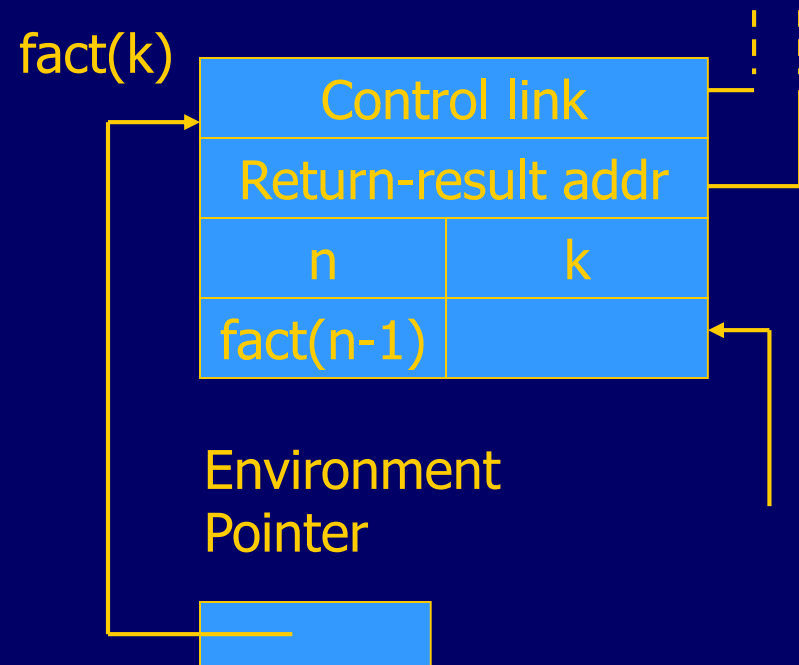 fact(k)
Control link
Return-result addr
n k
fact(n-1)
Environment
Pointer